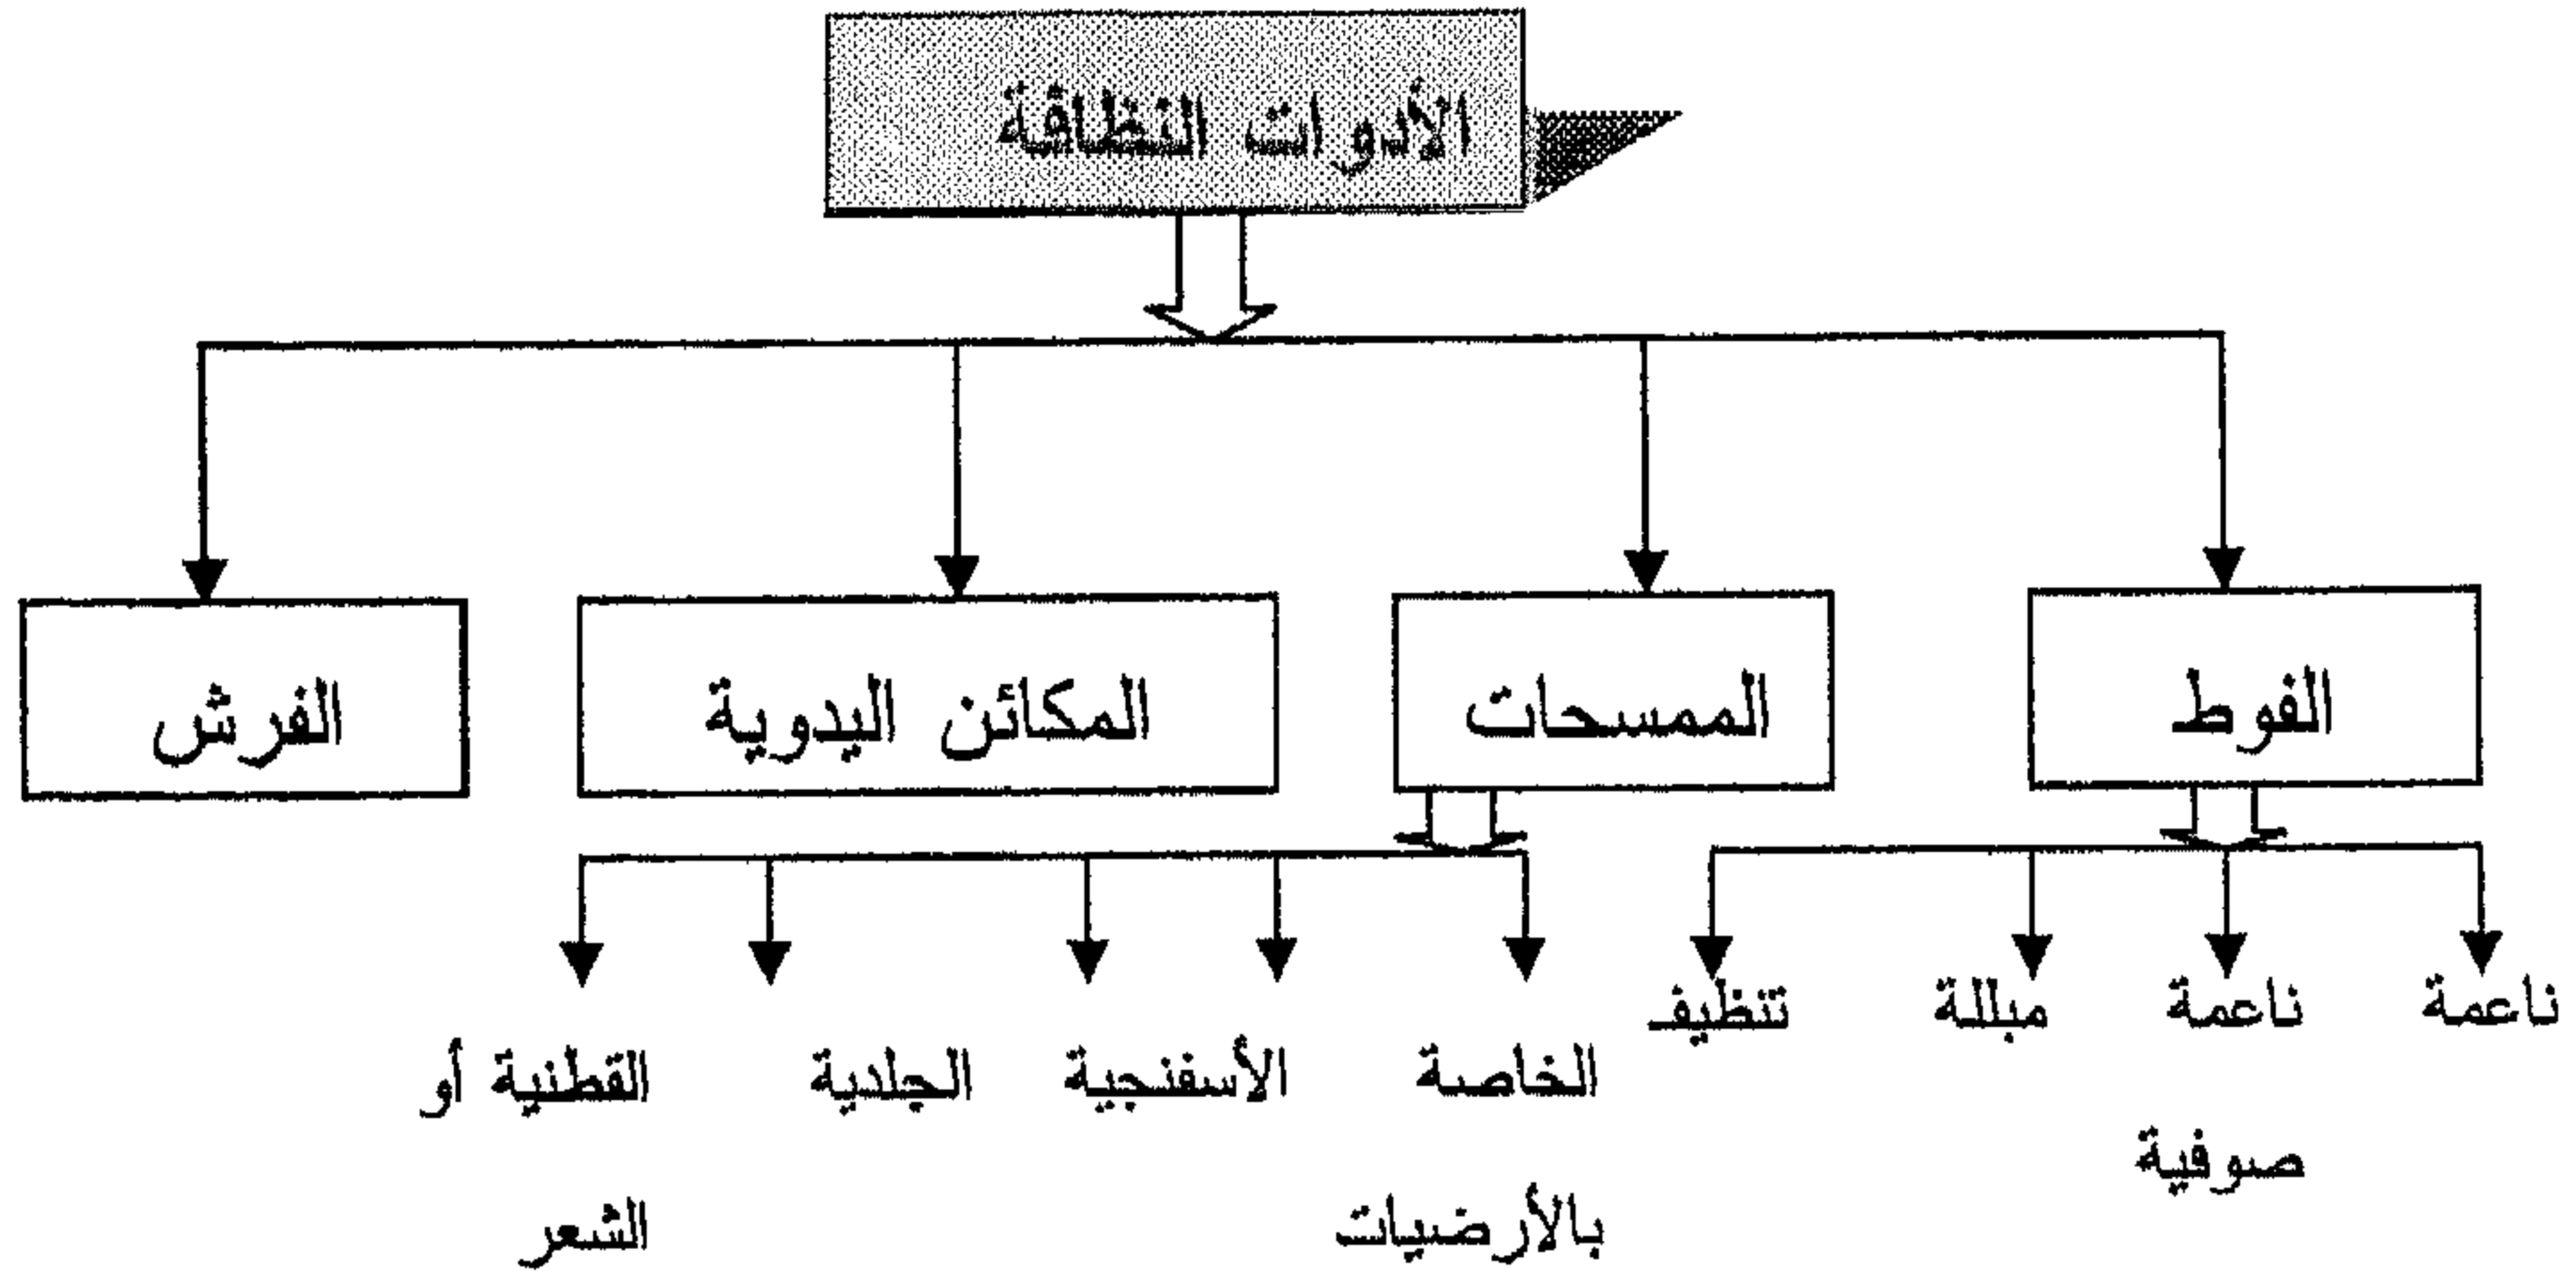 الأدوات النظافة
الفوط
الممسحات
المكائن اليدوية
الفرش
ناعمة
ناعمة
صوفية
مبللة
تنظيف
الخاصة
بالأرضيات
الأسفنجية
الجلدية
القطنية أو
الشعر